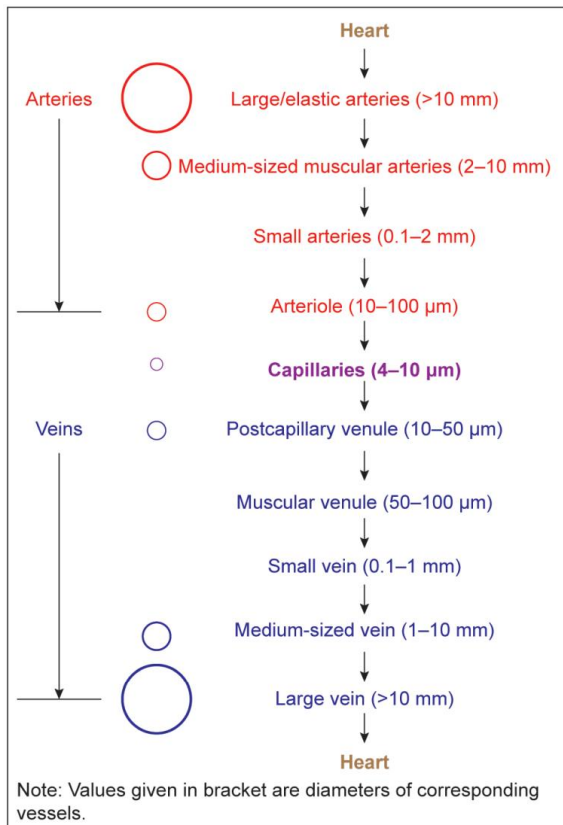 Heart
Arteries
Large/elastic arteries (>10 mm)
Medium-sized muscular arteries (2–10 mm)
Small arteries (0.1–2 mm)
Arteriole (10–100 µm)
Capillaries (4–10 µm)
Veins
Postcapillary venule (10–50 µm)
Muscular venule (50–100 µm)
Small vein (0.1–1 mm)
Medium-sized vein (1–10 mm)
Large vein (>10 mm)
Heart
Note: Values given in bracket are diameters of corresponding
vessels.